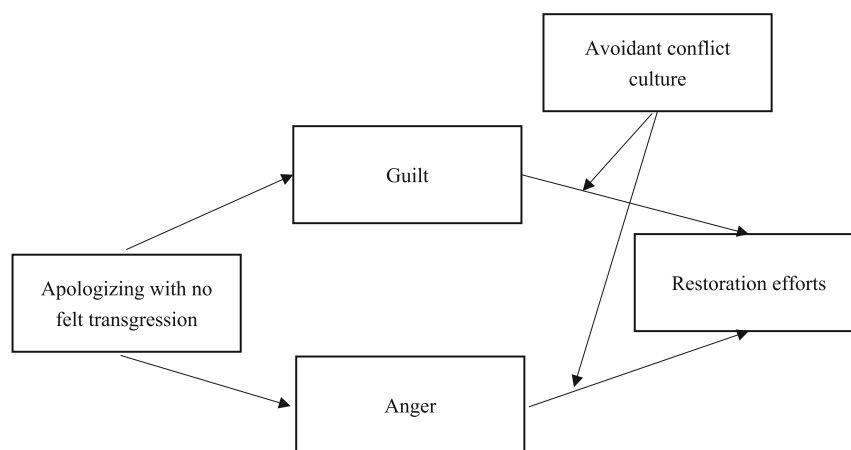 Avoidant conflict
culture
Guilt
Apologizing with no
felt transgression
Restoration efforts
Anger